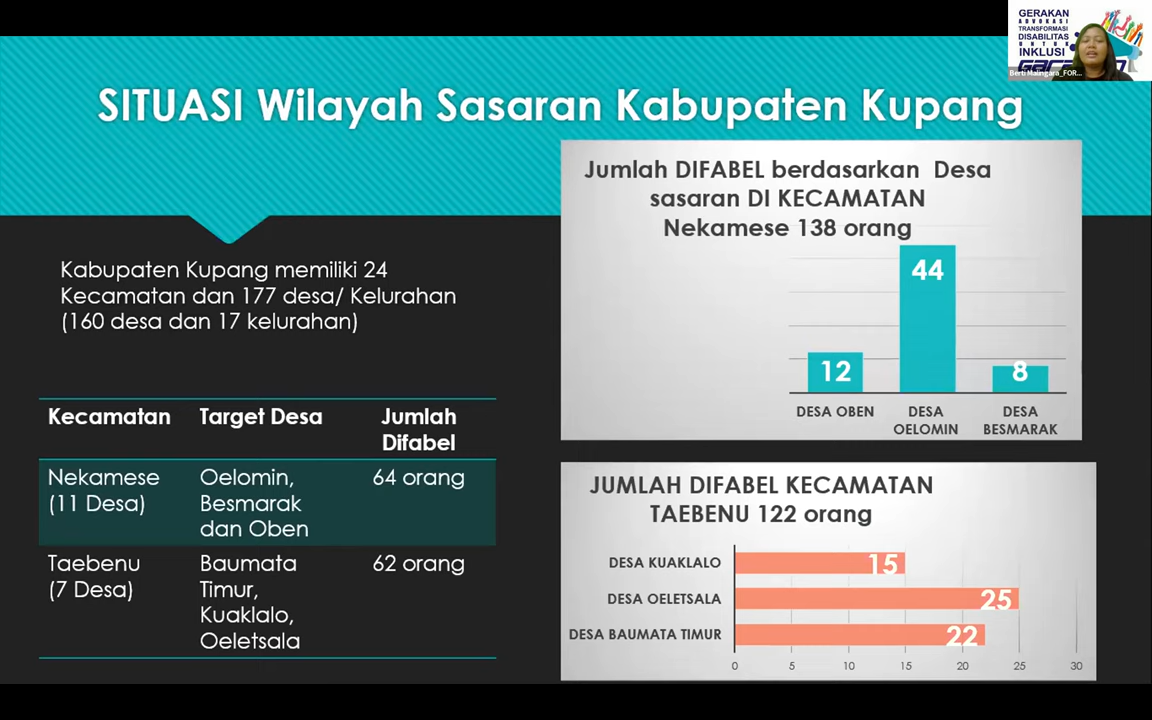 GERAKAN
ADVOKASI
TRANSFORMASI
DISABILITAS
UNTUK
INKLUSI
SITUASI Wilayah Sasaran Kabupaten Kupang
Kabupaten Kupang memiliki 24
Kecamatan dan 177 desa/ Kelurahan
(160 desa dan 17 kelurahan)
Kecamatan Target Desa Jumlah
Difabel
Nekamese Oelomin, 64 orang
(11 Desa) Besmarak
dan Oben
Taebenu Baumata 62 orang
(7 Desa) Timur,
Kuaklalo,
Oeletsala
Jumlah DIFABEL berdasarkan Desa
sasaran DI KECAMATAN
Nekamese 138 orang
44
12
8
DESA OBEN DESA DESA
OELOMIN BESMARAK
JUMLAH DIFABEL KECAMATAN
TAEBENU 122 orang
DESA KUAKLALO 15
DESA OELETSALA 25
DESA BAUMATA TIMUR 22
0 5 10 15 20 25 30